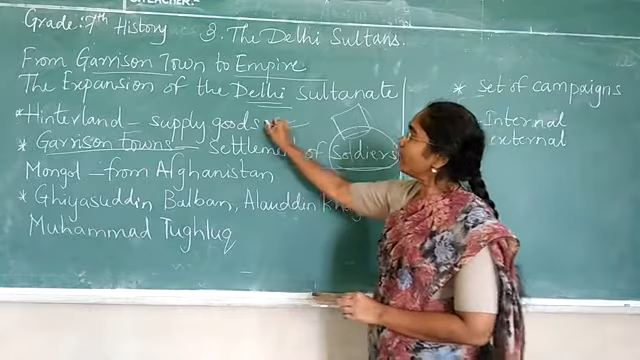 TEACHER:
Grade: 7th History 3. The Delhi Sultans.
From Garrison Town to Empire
The Expansion of the Delhi Sultanate
* Hinterland – supply goods
* Garrison Towns – Settlement of Soldiers
Mongol – from Afghanistan
* Ghiyasuddin Balban, Alauddin
Muhammad Tughluq
* Set of campaigns
- Internal
external